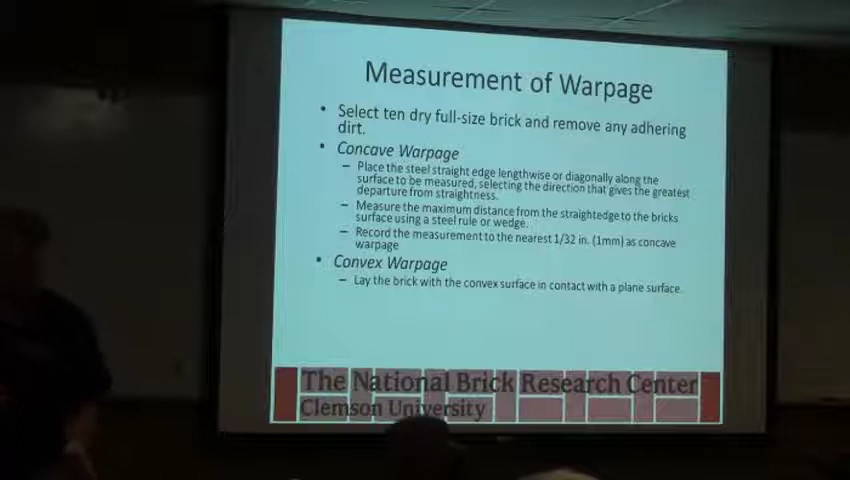 Measurement of Warpage
• Select ten dry full-size brick and remove any adhering
dirt.
• Concave Warpage
– Place the steel straight edge lengthwise or diagonally along the
surface to be measured, selecting the direction that gives the greatest
departure from straightness.
– Measure the maximum distance from the straightedge to the bricks
surface using a steel rule or wedge.
– Record the measurement to the nearest 1/32 in. (1mm) as concave
warpage
• Convex Warpage
– Lay the brick with the convex surface in contact with a plane surface.
The National Brick Research Center
Clemson University